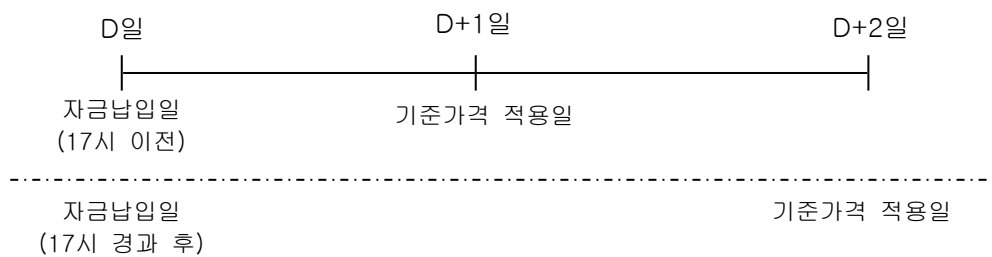 D일 D+1일 D+2일
자금납입일 기준가격 적용일
(17시 이전)
자금납입일 기준가격 적용일
(17시 경과 후)